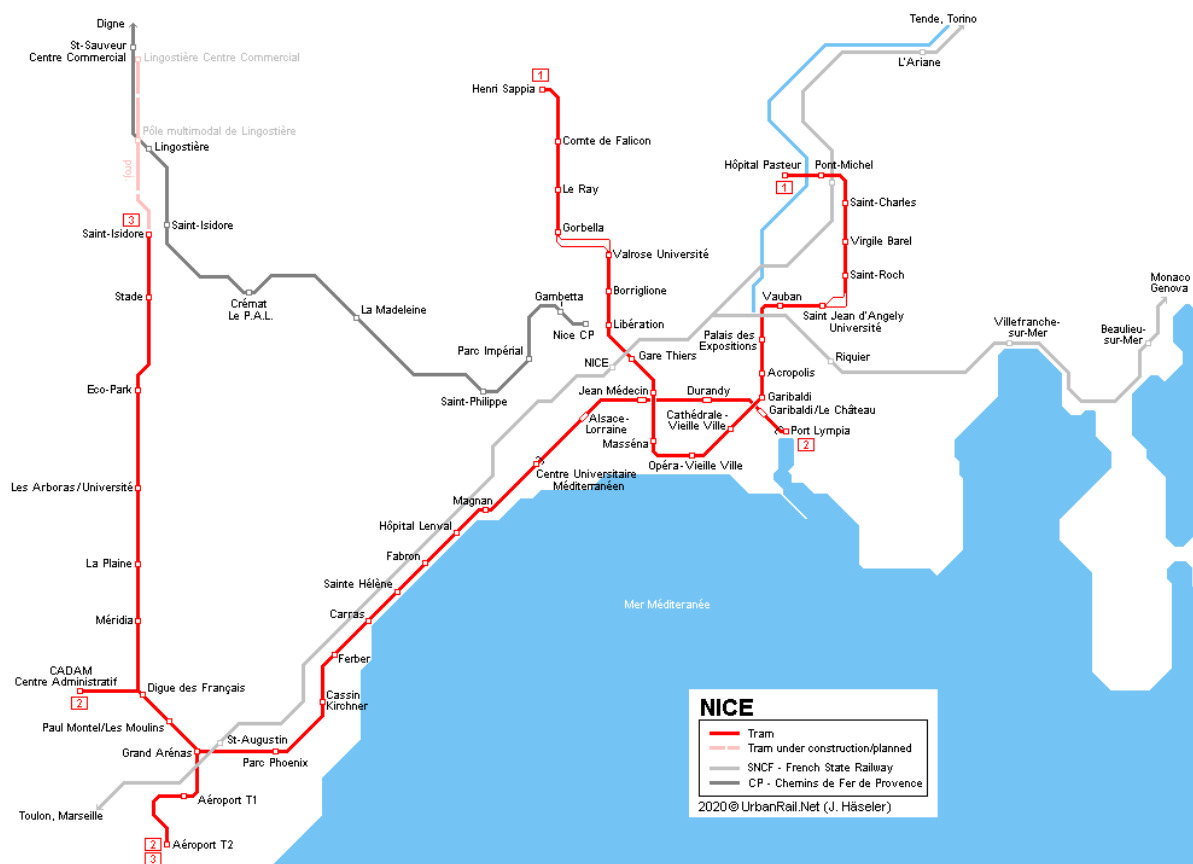 Digne
St-Sauveur
Centre Commercial
Lingostière Centre Commercial
Tende, Torino
L'Ariane
1
Henri Sappia
Pôle multimodal de Lingostière
Lingostière
Comte de Falicon
proj.
Hôpital Pasteur
Pont-Michel
1
Le Ray
Saint-Charles
3
Saint-Isidore
Saint-Isidore
Gorbella
Virgile Barel
Valrose Université
Saint-Roch
Monaco
Genova
Stade
Crémat
Le P.A.L.
La Madeleine
Gambetta
Borriglione
Vauban
Saint Jean d'Angely
Université
Nice CP
Libération
Palais des
Expositions
Villefranche-
sur-Mer
Beaulieu-
sur-Mer
Parc Impérial
NICE
Gare Thiers
Riquier
Acropolis
Eco-Park
Saint-Philippe
Jean Médecin
Durandy
Garibaldi
Garibaldi/Le Château
Alsace-
Lorraine
Cathédrale-
Vieille Ville
Port Lympia
2
Masséna
Opéra-Vieille Ville
Centre Universitaire
Méditerranéen
Les Arboras/Université
Magnan
Hôpital Lenval
La Plaine
Fabron
Sainte Hélène
Mer Méditeranée
Méridia
Carras
Ferber
CADAM
Centre Administratif
2
Digue des Français
Cassin
Kirchner
Paul Montel/Les Moulins
St-Augustin
Grand Arénas
Parc Phoenix
Aéroport T1
Toulon, Marseille
2
3
Aéroport T2
NICE
Tram
Tram under construction/planned
SNCF - French State Railway
CP - Chemins de Fer de Provence
2020 © UrbanRail.Net (J. Häseler)